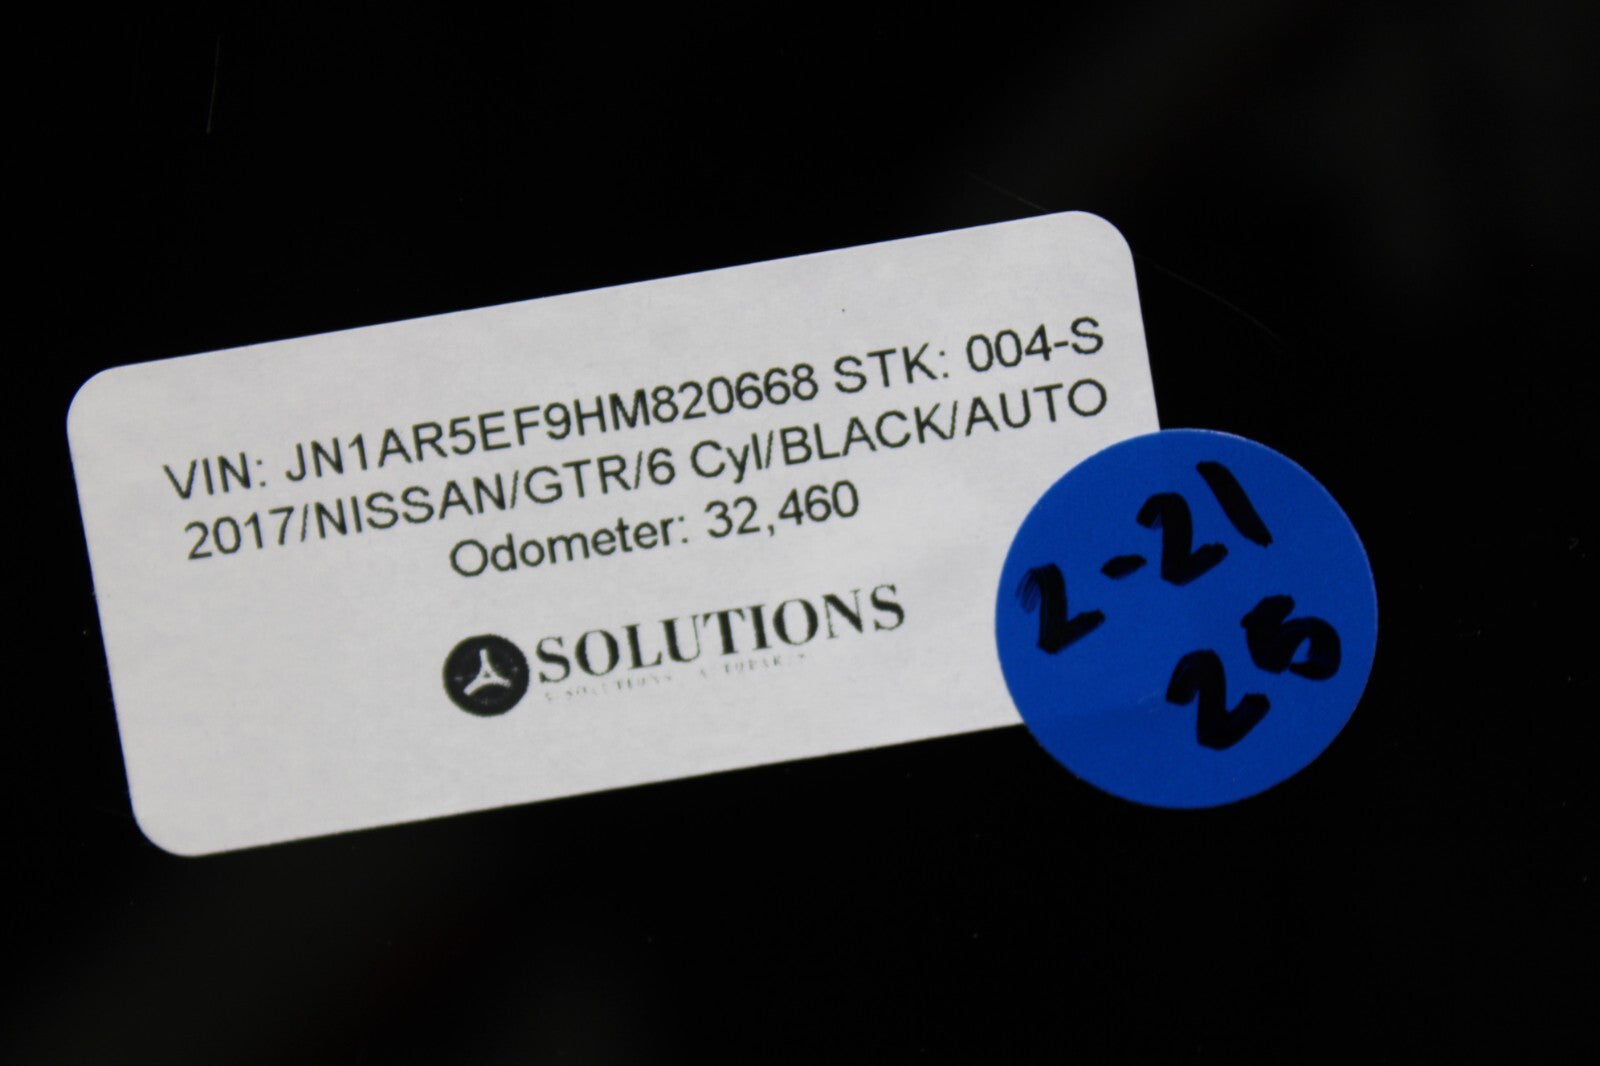 VIN: JN1AR5EF9HM820668 STK: 004-S
2017/NISSAN/GTR/6 Cyl/BLACK/AUTO
Odometer: 32,460
SOLUTIONS
2-21
25